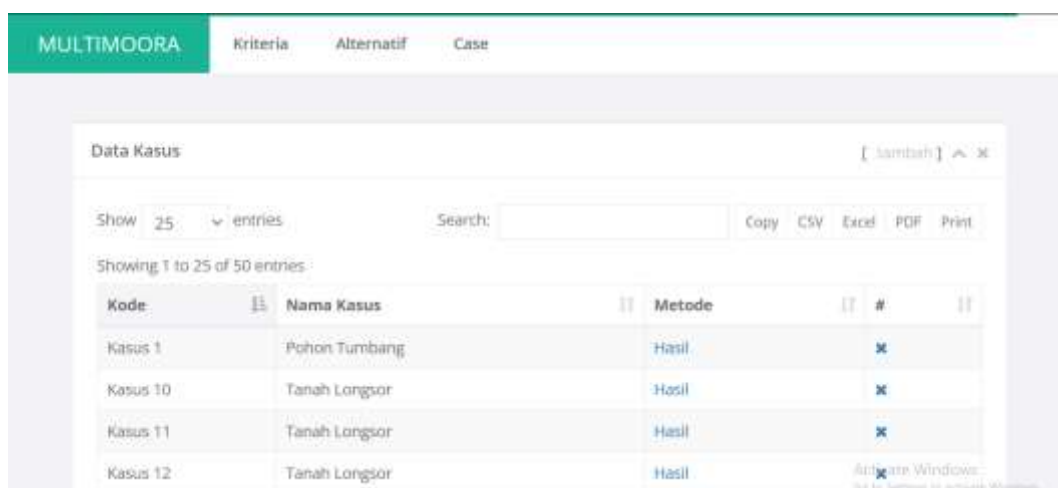 MULTIMOORA Kriteria Alternatif Case
Data Kasus [ Tambah ]
Show 25 entries Search: Copy CSV Excel PDF Print
Showing 1 to 25 of 50 entries
Kode Nama Kasus Metode #
Kasus 1 Pohon Tumbang Hasil
Kasus 10 Tanah Longsor Hasil
Kasus 11 Tanah Longsor Hasil
Kasus 12 Tanah Longsor Hasil
Activate Windows